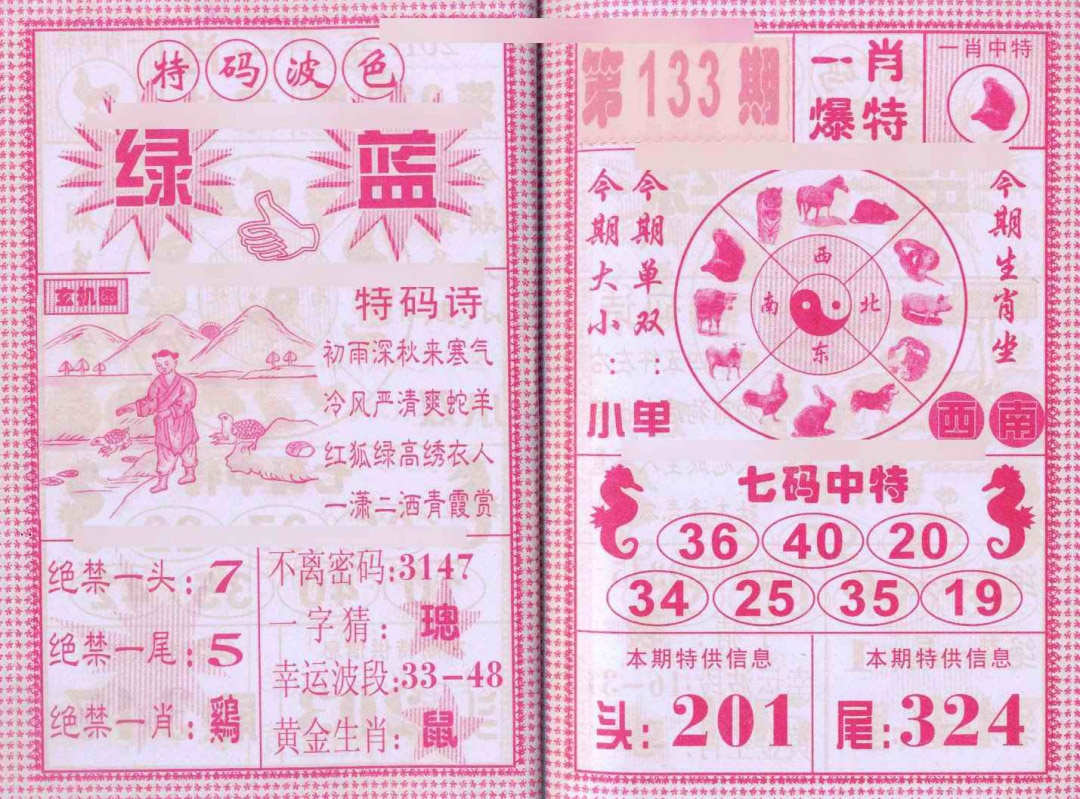 特码波色
绿 蓝
玄机图
特码诗
初雨深秋来寒气
冷风严清爽蛇羊
红狐绿高绣衣人
一潇二洒青霞赏
绝禁一头:7
绝禁一尾:5
绝禁一肖:鷄
不离密码:3147
一字猜:璁
幸运波段:33-48
黄金生肖:鼠
第133期
一肖
爆特
一肖中特
今期大小:小
今期单双:单
西
南 北
东
今期生肖坐
西南
七码中特
36 40 20
34 25 35 19
本期特供信息
头:201
本期特供信息
尾:324